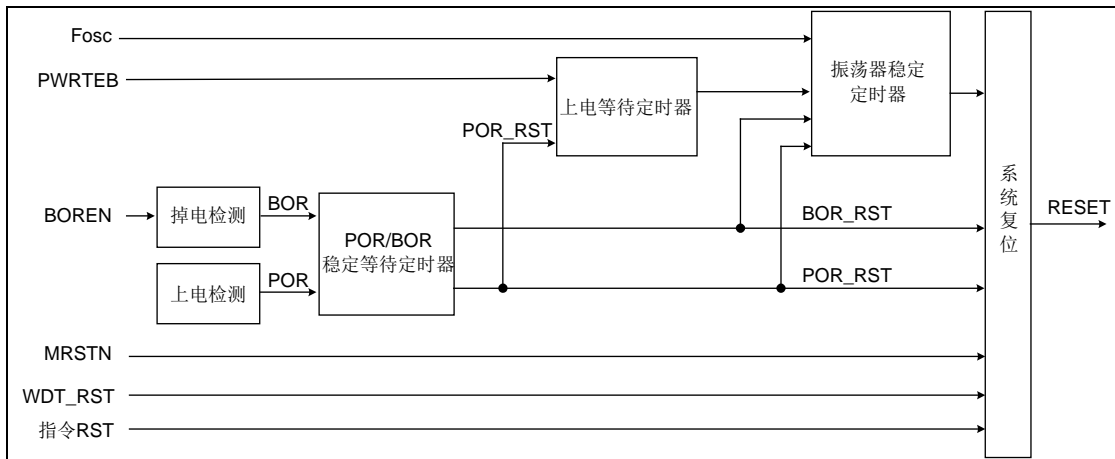 Fosc
PWRTEB
上电等待定时器
振荡器稳定
定时器
POR_RST
BOREN
掉电检测
BOR
上电检测
POR
POR/BOR
稳定等待定时器
BOR_RST
POR_RST
系统复位
RESET
MRSTN
WDT_RST
指令RST